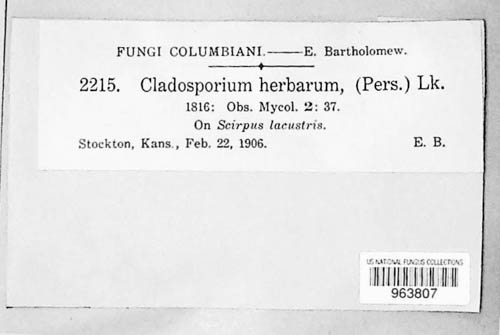 FUNGI COLUMBIANI.——E. Bartholomew.
2215. Cladosporium herbarum, (Pers.) Lk.
1816: Obs. Mycol. 2: 37.
On Scirpus lacustris.
Stockton, Kans., Feb. 22, 1906. E. B.
US NATIONAL FUNGUS COLLECTIONS
963807